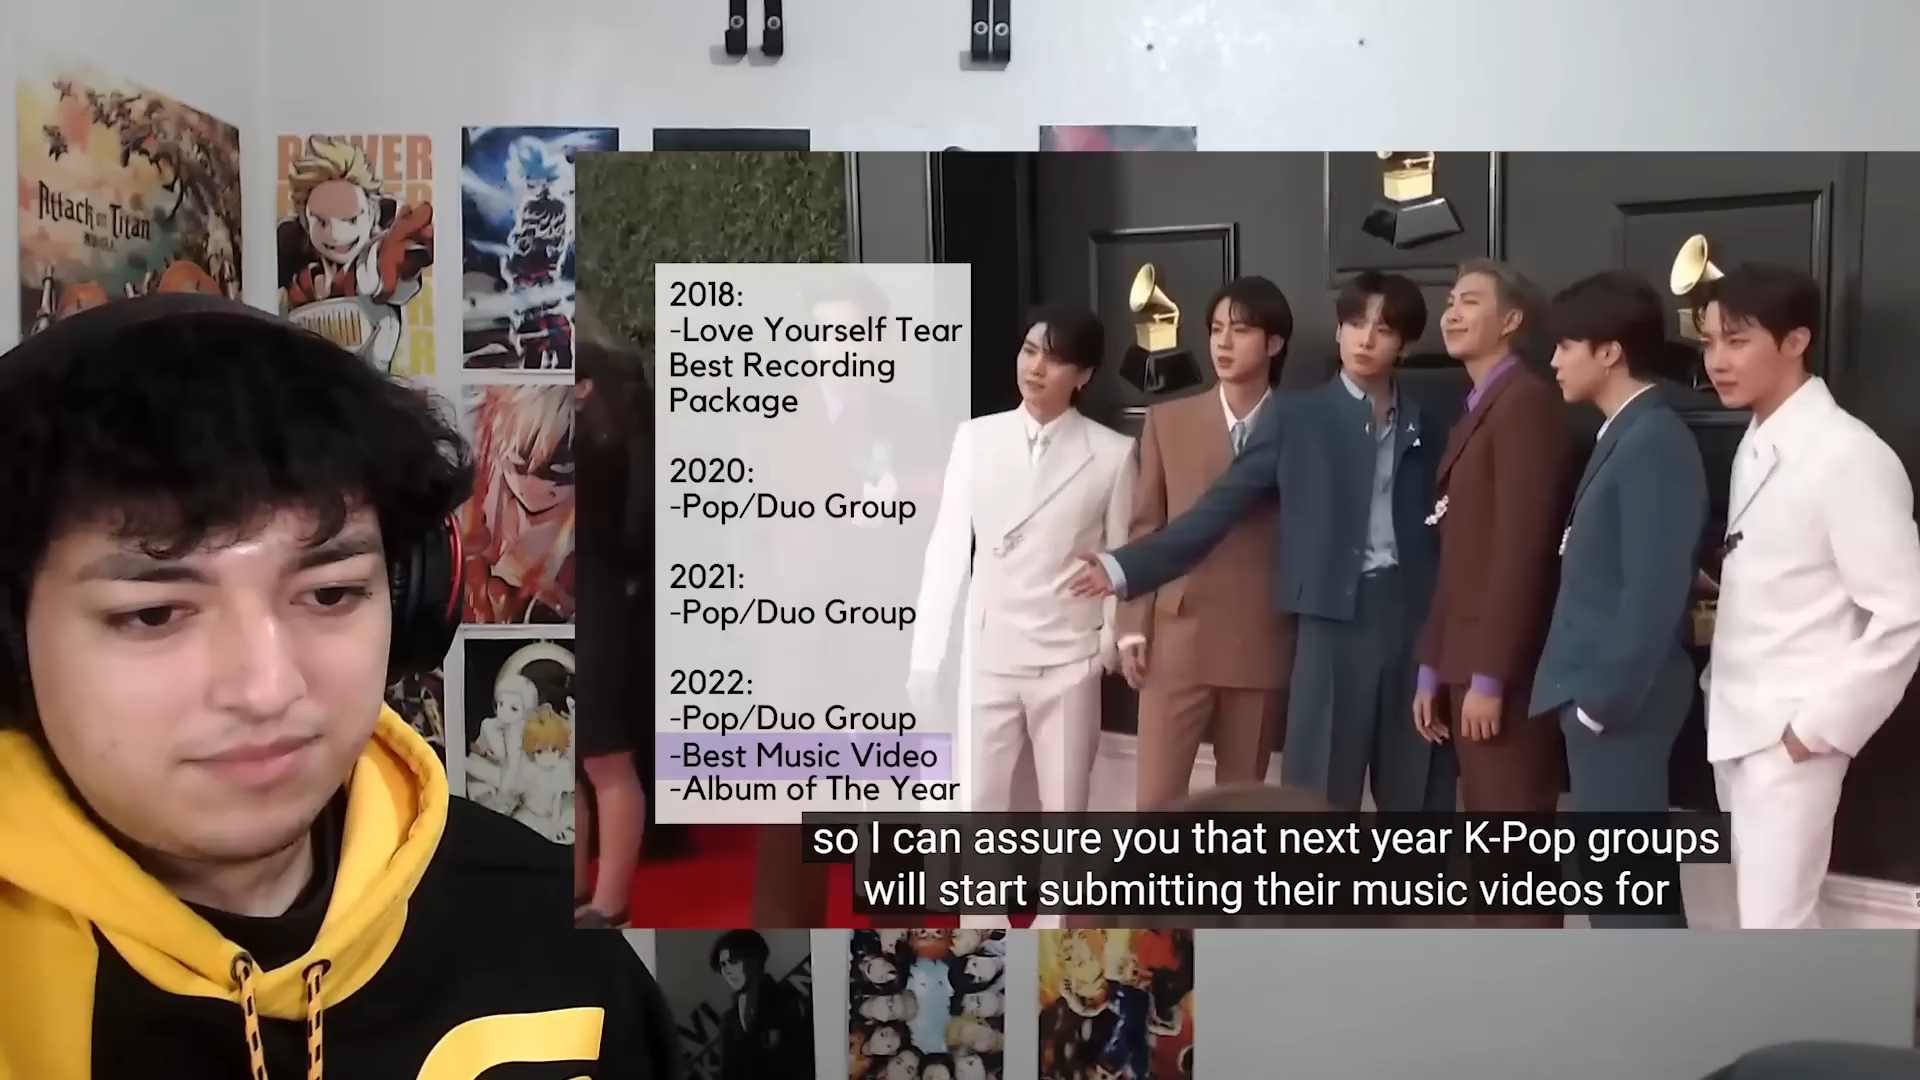 POWER
Attack on Titan
2018:
-Love Yourself Tear
Best Recording
Package
2020:
-Pop/Duo Group
2021:
-Pop/Duo Group
2022:
-Pop/Duo Group
-Best Music Video
-Album of The Year
so I can assure you that next year K-Pop groups
will start submitting their music videos for